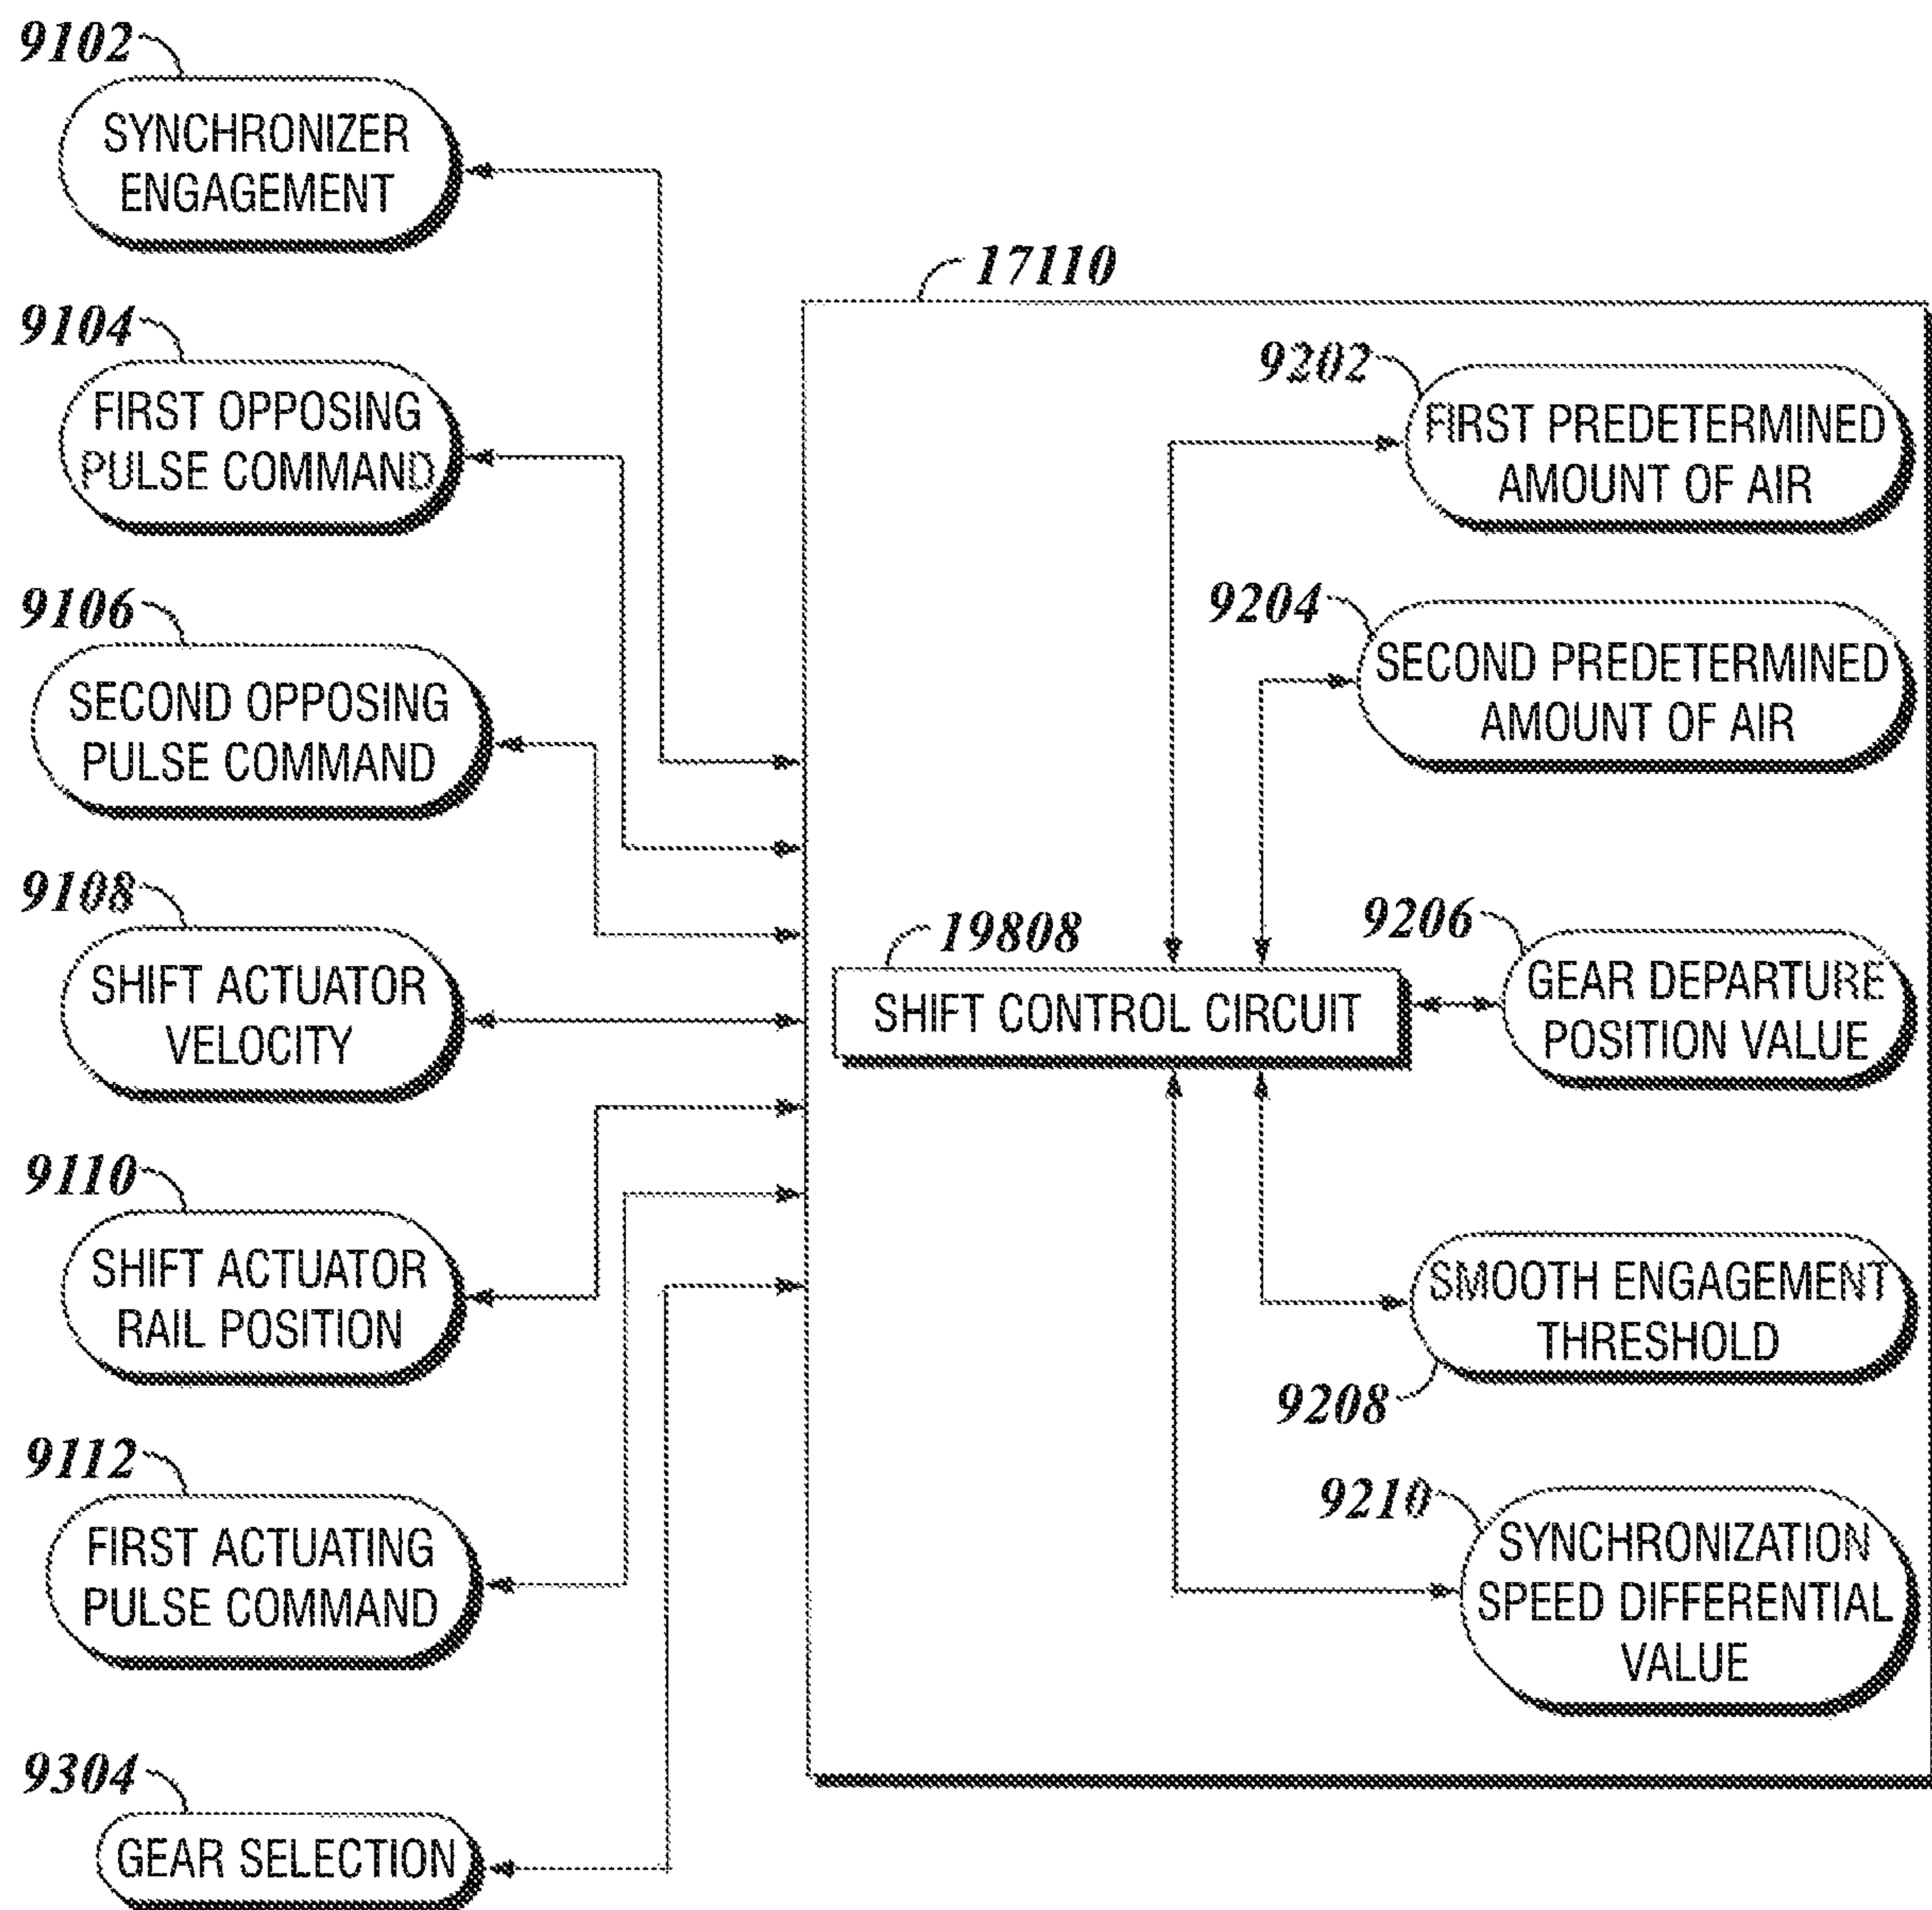 9102
SYNCHRONIZER
ENGAGEMENT
9104
FIRST OPPOSING
PULSE COMMAND
9106
SECOND OPPOSING
PULSE COMMAND
9108
SHIFT ACTUATOR
VELOCITY
9110
SHIFT ACTUATOR
RAIL POSITION
9112
FIRST ACTUATING
PULSE COMMAND
9304
GEAR SELECTION
17110
9202
FIRST PREDETERMINED
AMOUNT OF AIR
9204
SECOND PREDETERMINED
AMOUNT OF AIR
19808
SHIFT CONTROL CIRCUIT
9206
GEAR DEPARTURE
POSITION VALUE
SMOOTH ENGAGEMENT
THRESHOLD
9208
9210
SYNCHRONIZATION
SPEED DIFFERENTIAL
VALUE